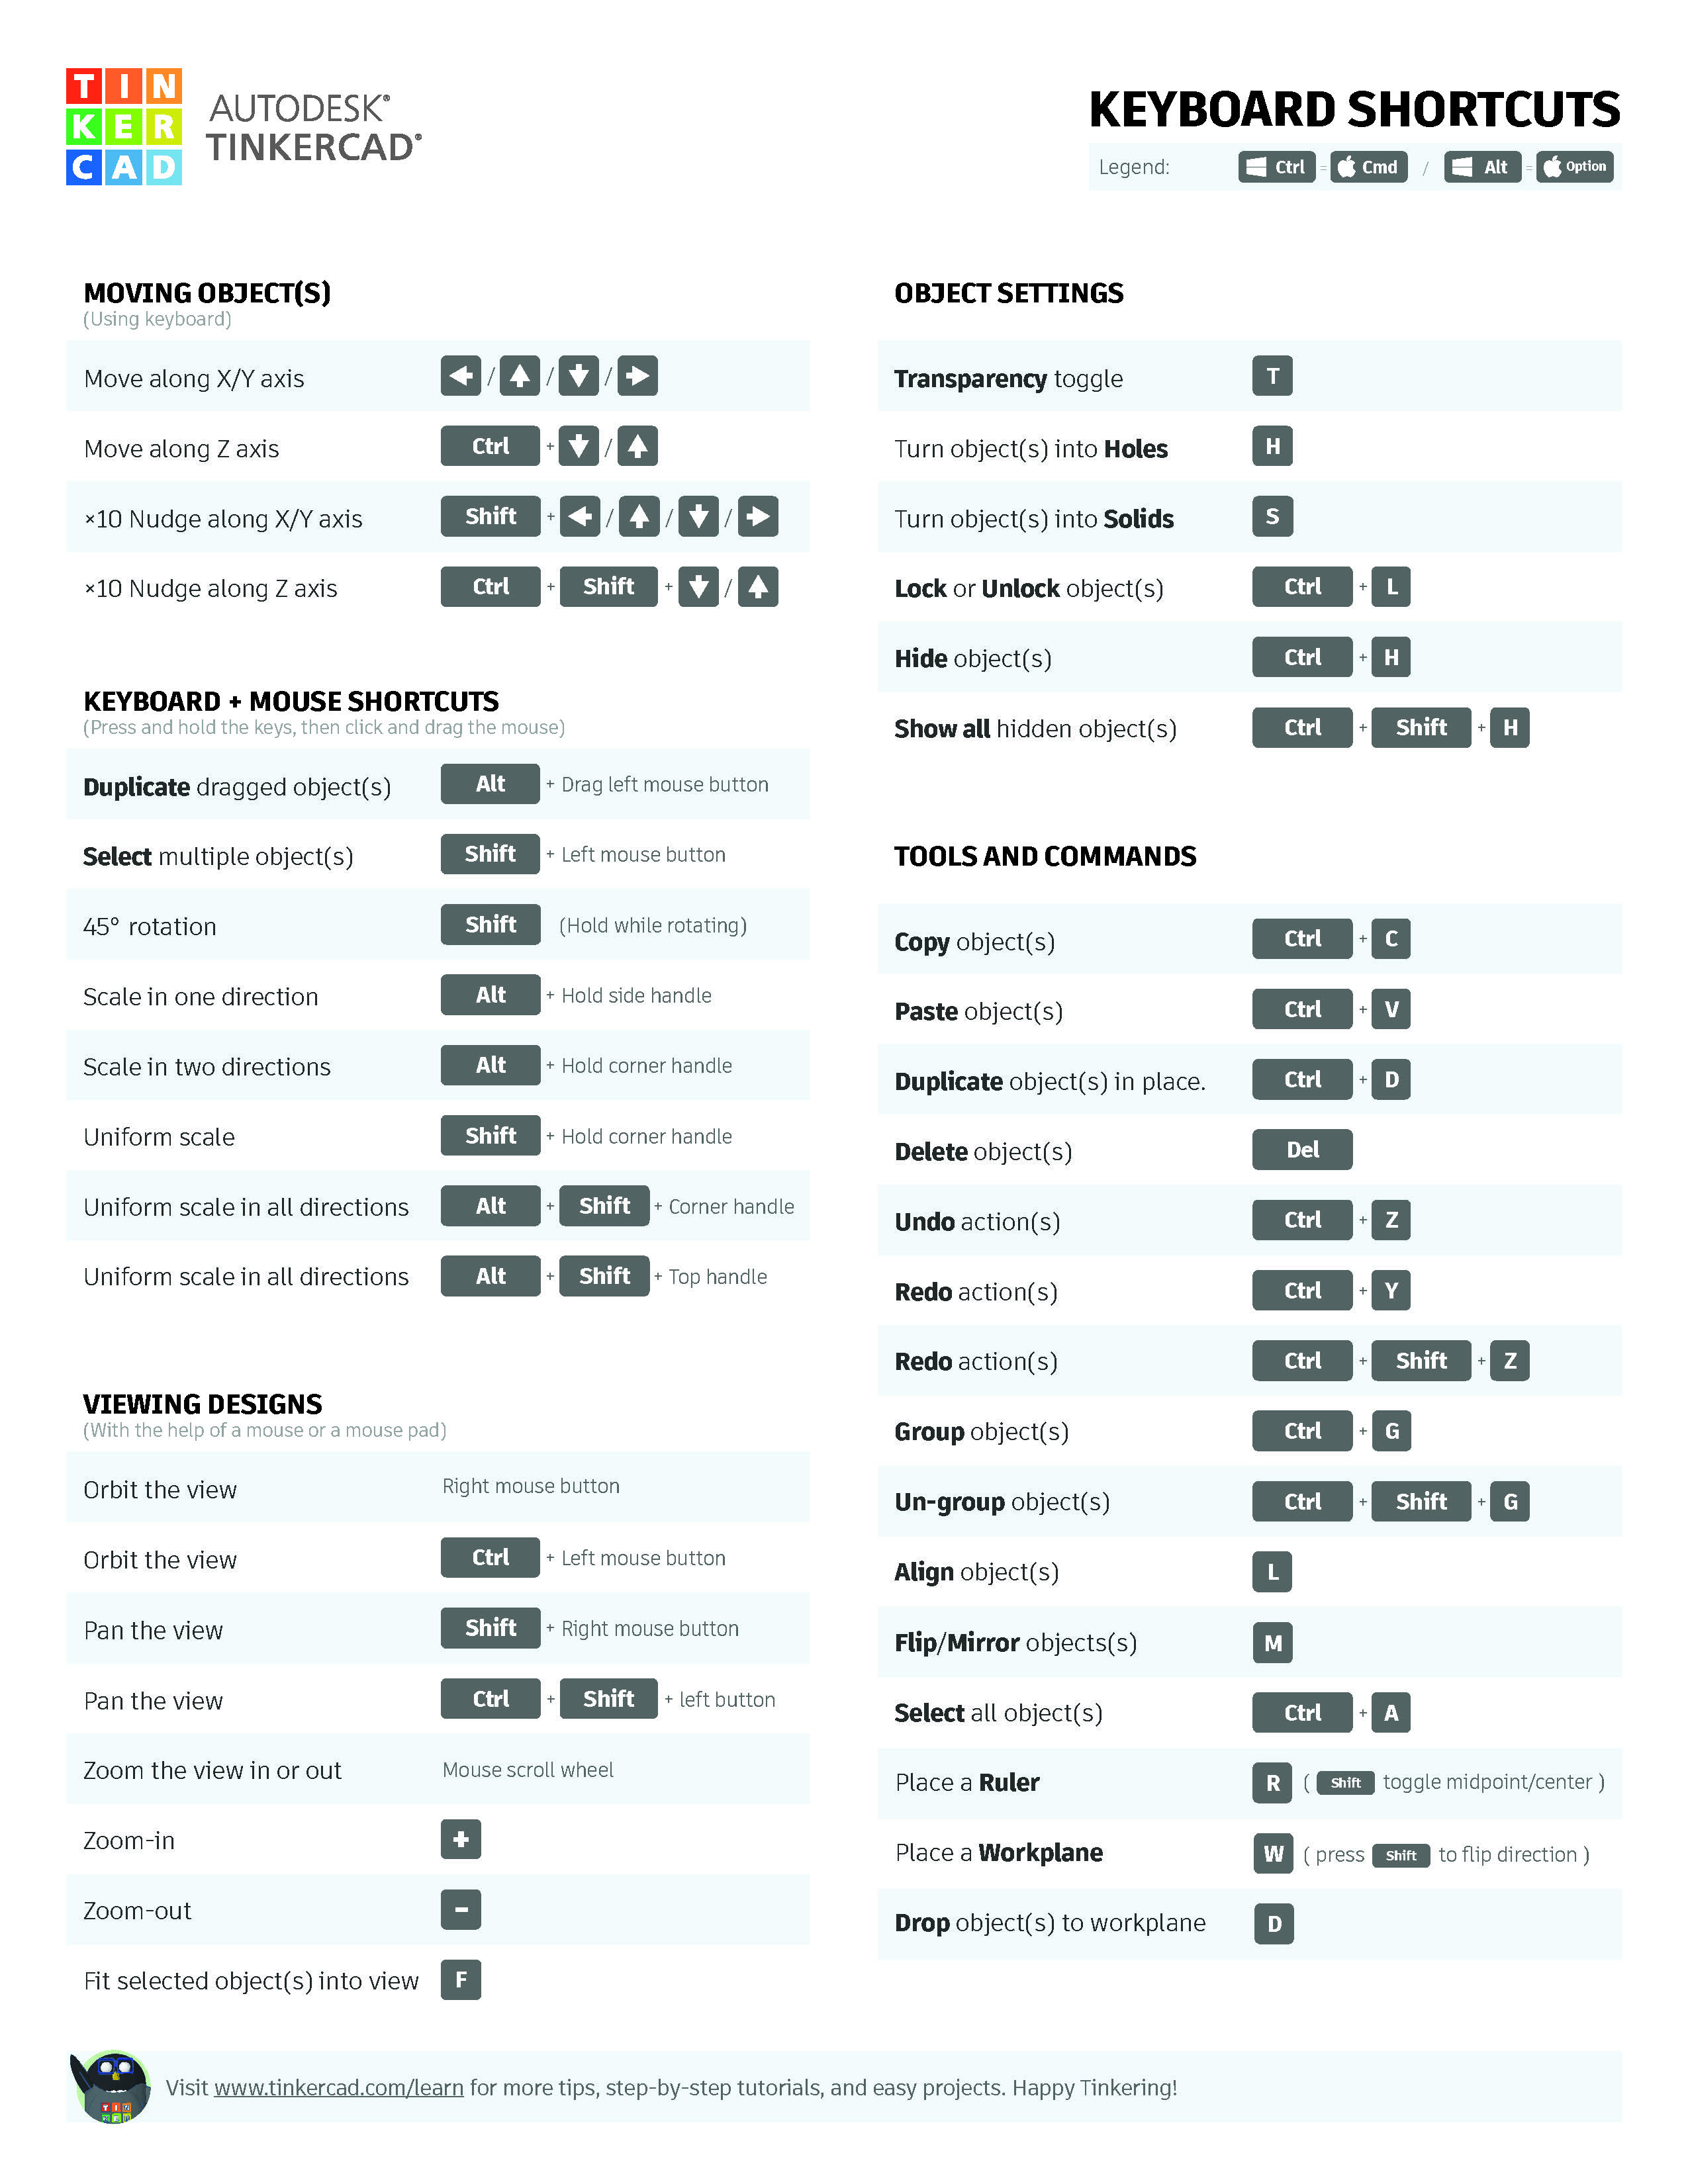 TIN
KER
CAD
AUTODESK®
TINKERCAD®
KEYBOARD SHORTCUTS
Legend: Ctrl = Cmd / Alt = Option
MOVING OBJECT(S)
(Using keyboard)
Move along X/Y axis ← / ↑ / ↓ / →
Move along Z axis Ctrl + ↓ / ↑
×10 Nudge along X/Y axis Shift + ← / ↑ / ↓ / →
×10 Nudge along Z axis Ctrl + Shift + ↓ / ↑
KEYBOARD + MOUSE SHORTCUTS
(Press and hold the keys, then click and drag the mouse)
Duplicate dragged object(s) Alt + Drag left mouse button
Select multiple object(s) Shift + Left mouse button
45° rotation Shift (Hold while rotating)
Scale in one direction Alt + Hold side handle
Scale in two directions Alt + Hold corner handle
Uniform scale Shift + Hold corner handle
Uniform scale in all directions Alt + Shift + Corner handle
Uniform scale in all directions Alt + Shift + Top handle
VIEWING DESIGNS
(With the help of a mouse or a mouse pad)
Orbit the view Right mouse button
Orbit the view Ctrl + Left mouse button
Pan the view Shift + Right mouse button
Pan the view Ctrl + Shift + left button
Zoom the view in or out Mouse scroll wheel
Zoom-in +
Zoom-out -
Fit selected object(s) into view F
OBJECT SETTINGS
Transparency toggle T
Turn object(s) into Holes H
Turn object(s) into Solids S
Lock or Unlock object(s) Ctrl + L
Hide object(s) Ctrl + H
Show all hidden object(s) Ctrl + Shift + H
TOOLS AND COMMANDS
Copy object(s) Ctrl + C
Paste object(s) Ctrl + V
Duplicate object(s) in place. Ctrl + D
Delete object(s) Del
Undo action(s) Ctrl + Z
Redo action(s) Ctrl + Y
Redo action(s) Ctrl + Shift + Z
Group object(s) Ctrl + G
Un-group object(s) Ctrl + Shift + G
Align object(s) L
Flip/Mirror objects(s) M
Select all object(s) Ctrl + A
Place a Ruler R ( Shift toggle midpoint/center )
Place a Workplane W ( press Shift to flip direction )
Drop object(s) to workplane D
Visit www.tinkercad.com/learn for more tips, step-by-step tutorials, and easy projects. Happy Tinkering!